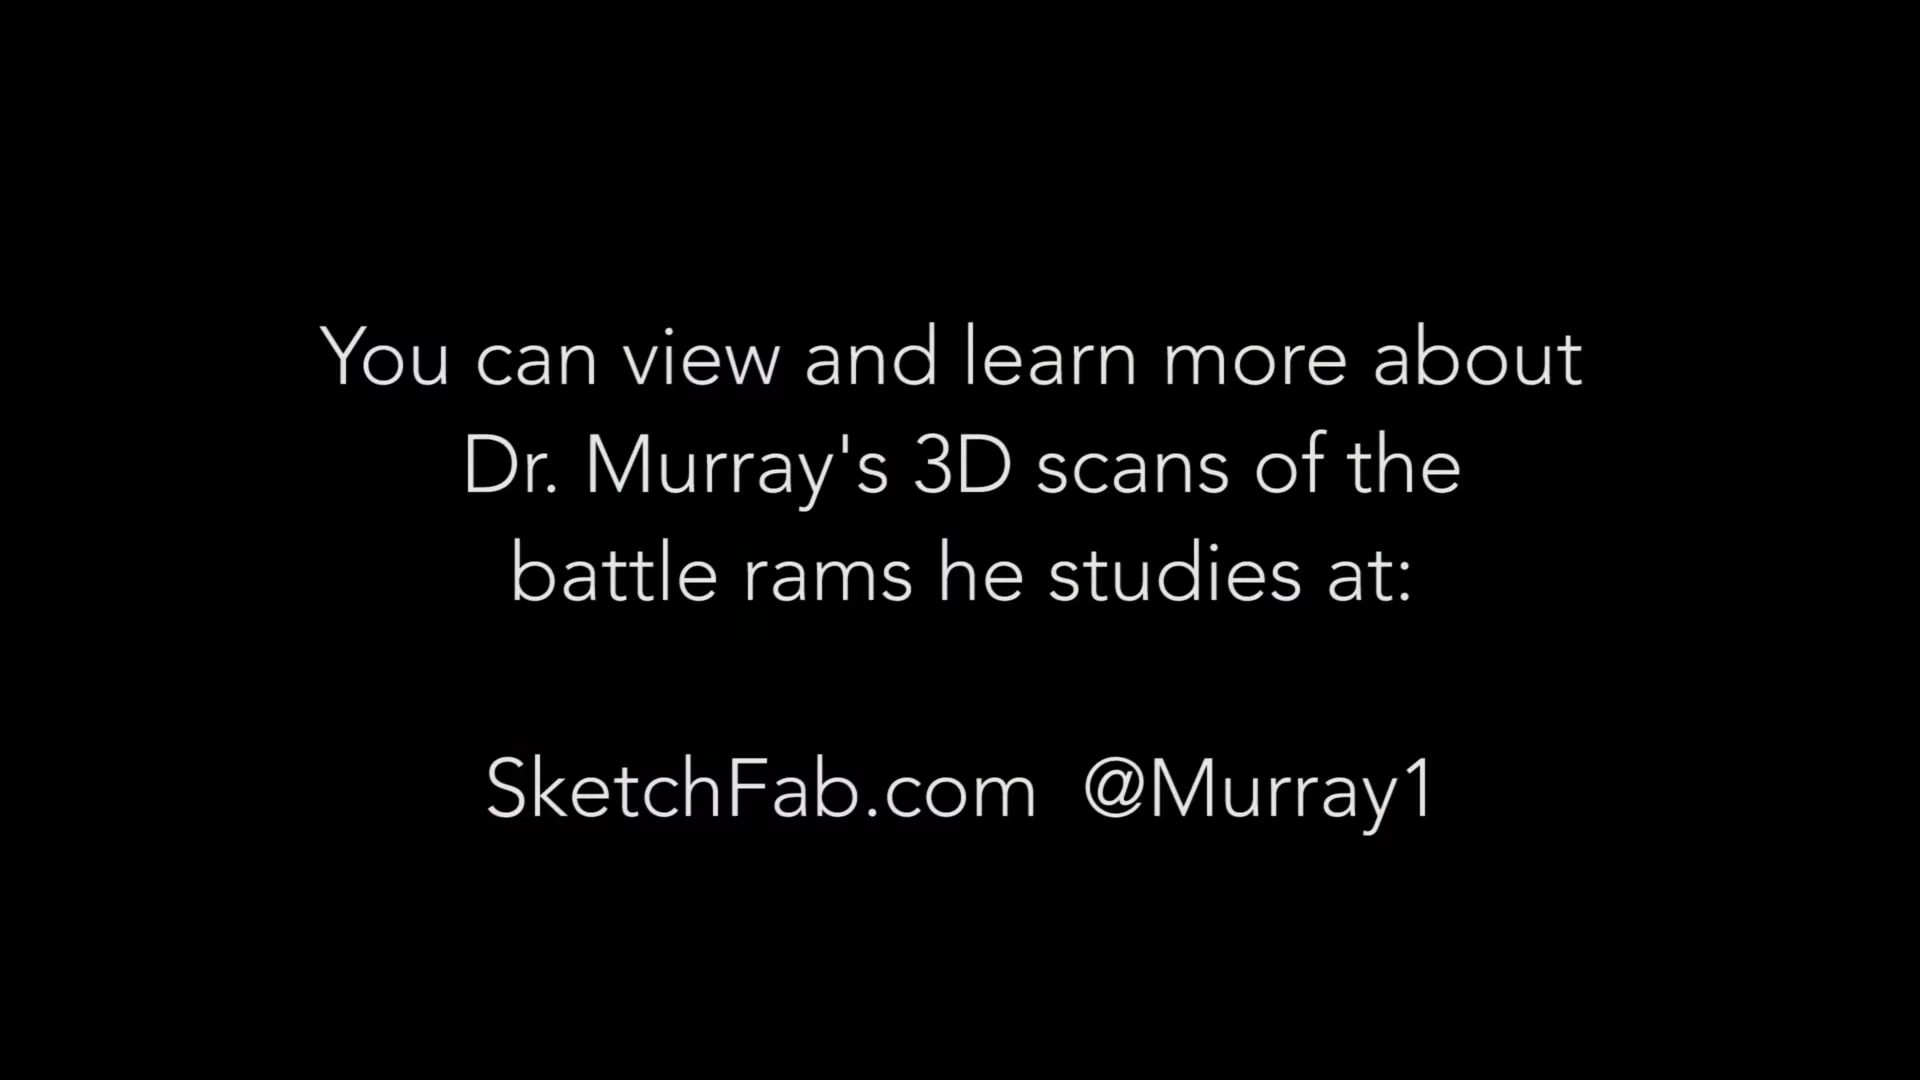 You can view and learn more about
Dr. Murray's 3D scans of the
battle rams he studies at:
SketchFab.com @Murray1